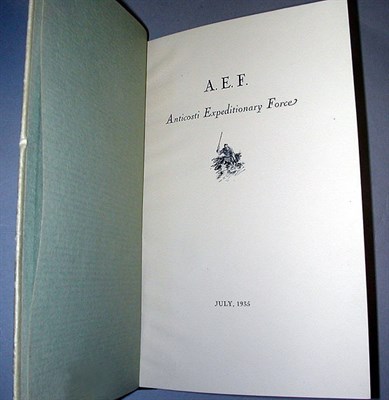 A. E. F.
Anticosti Expeditionary Force
JULY, 1935